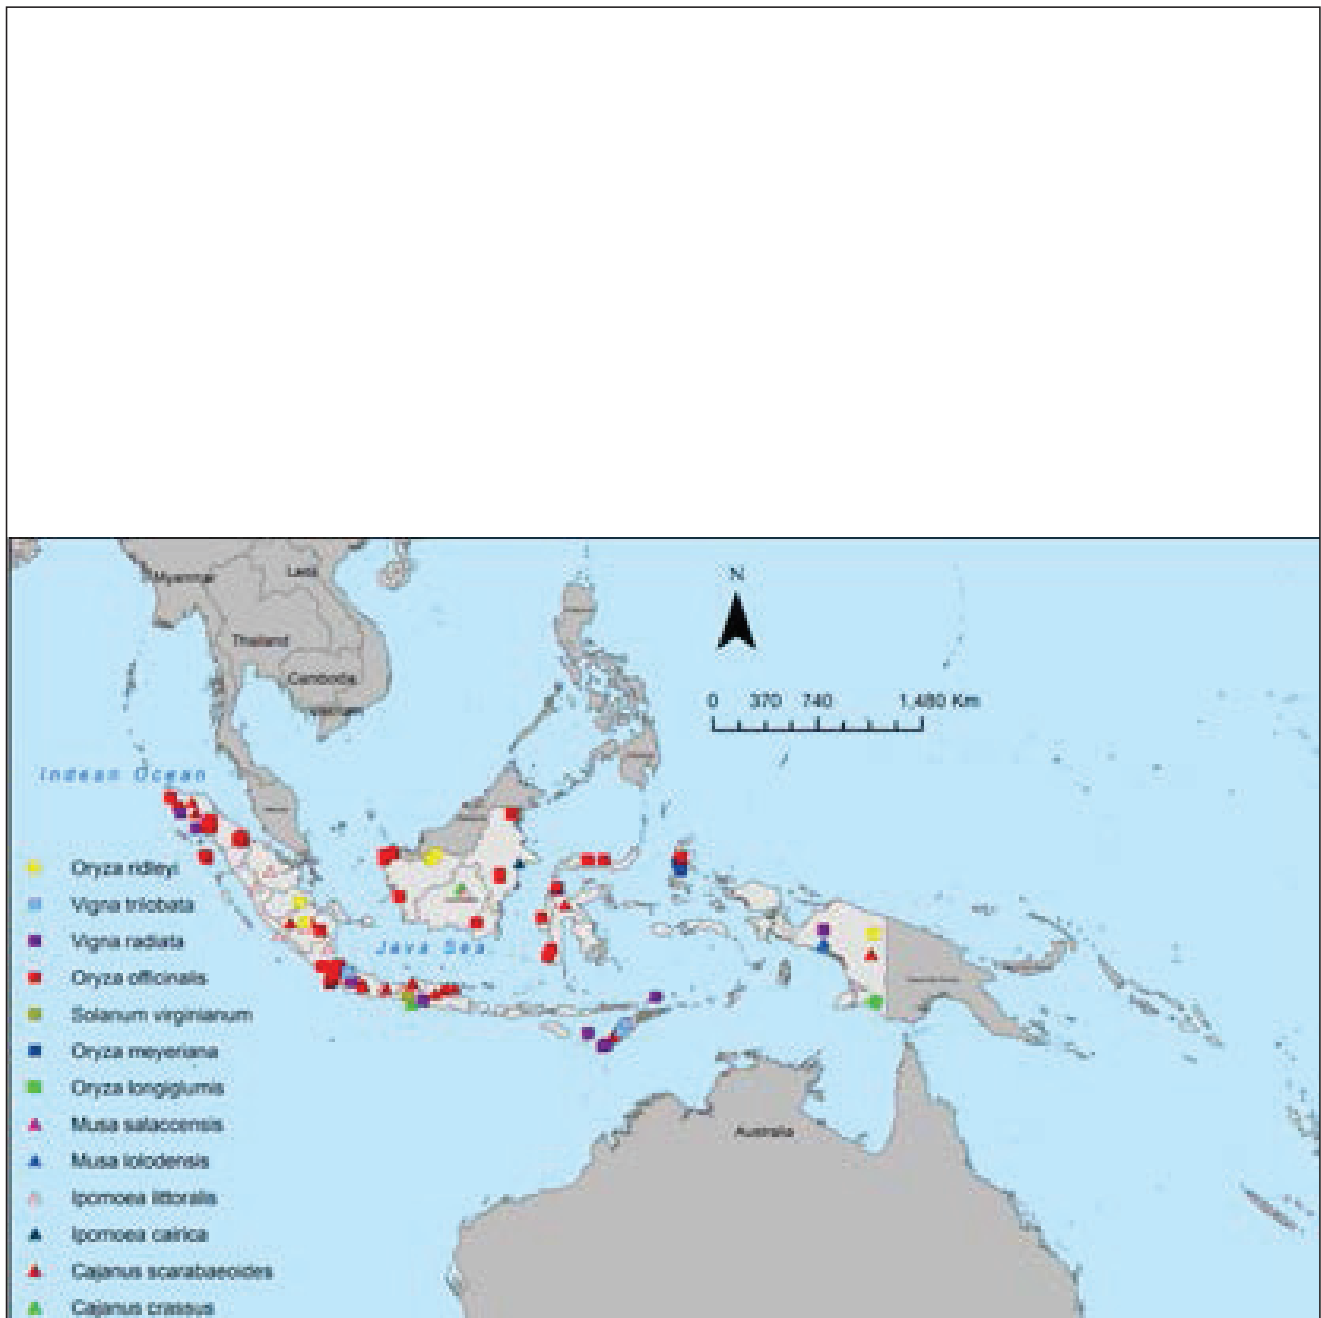 Myanmar
Laos
Thailand
Cambodia
Vietnam
N
0 370 740 1.480 Km
Indean Ocean
Java Sea
Australia
Oryza ridleyi
Vigna trilobata
Vigna radiata
Oryza officinalis
Solanum virginianum
Oryza meyeriana
Oryza longiglumis
Musa salaccensis
Musa lolodensis
Ipomoea littoralis
Ipomoea cairica
Cajanus scarabaeoides
Cajanus crassus